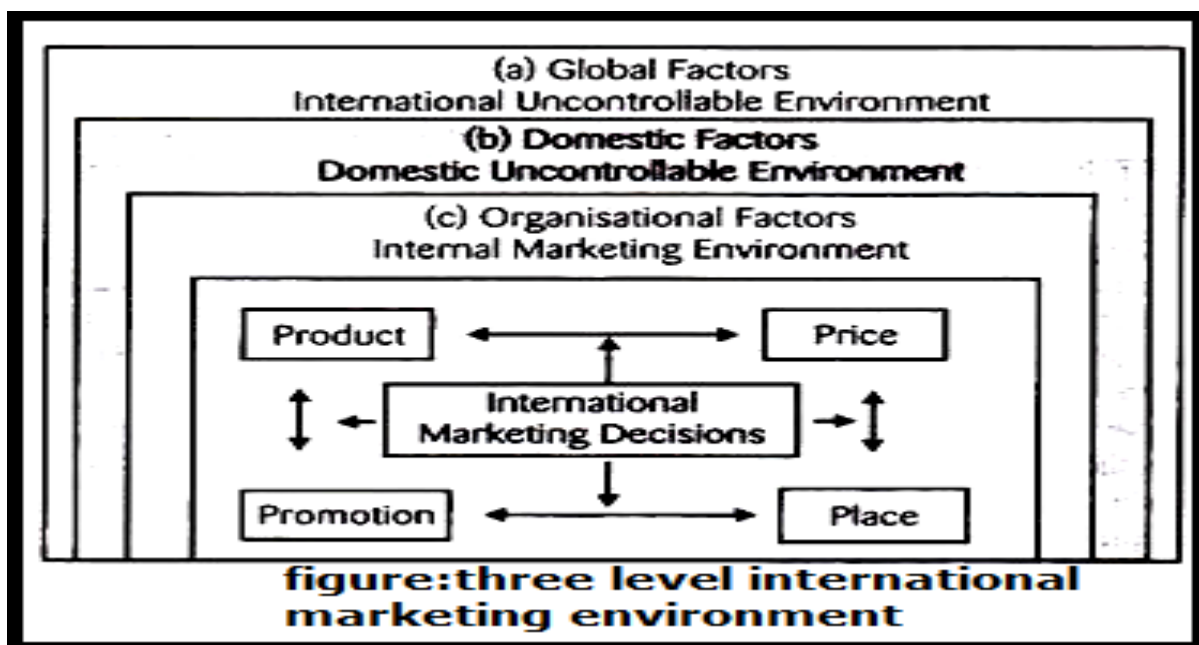 (a) Global Factors
International Uncontrollable Environment
(b) Domestic Factors
Domestic Uncontrollable Environment
(c) Organisational Factors
Internal Marketing Environment
Product
Price
International
Marketing Decisions
Promotion
Place
figure:three level international
marketing environment